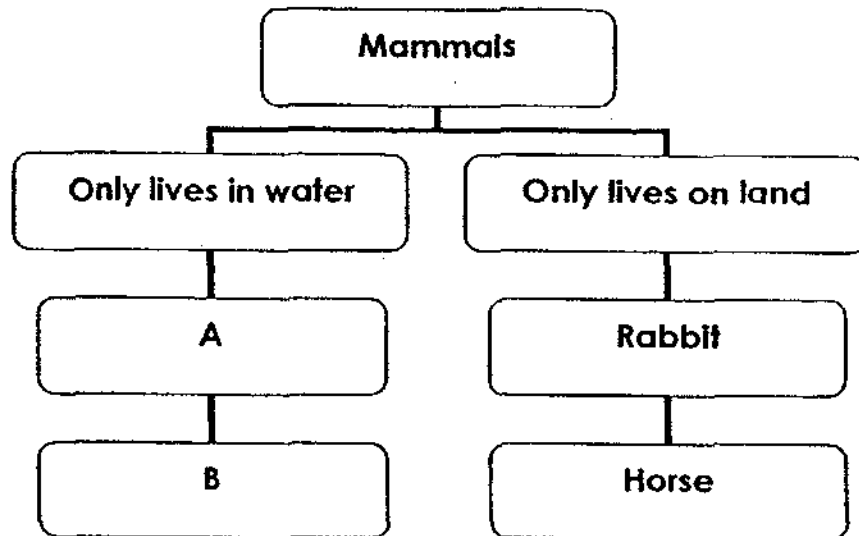 Mammals
Only lives in water
Only lives on land
A
Rabbit
B
Horse